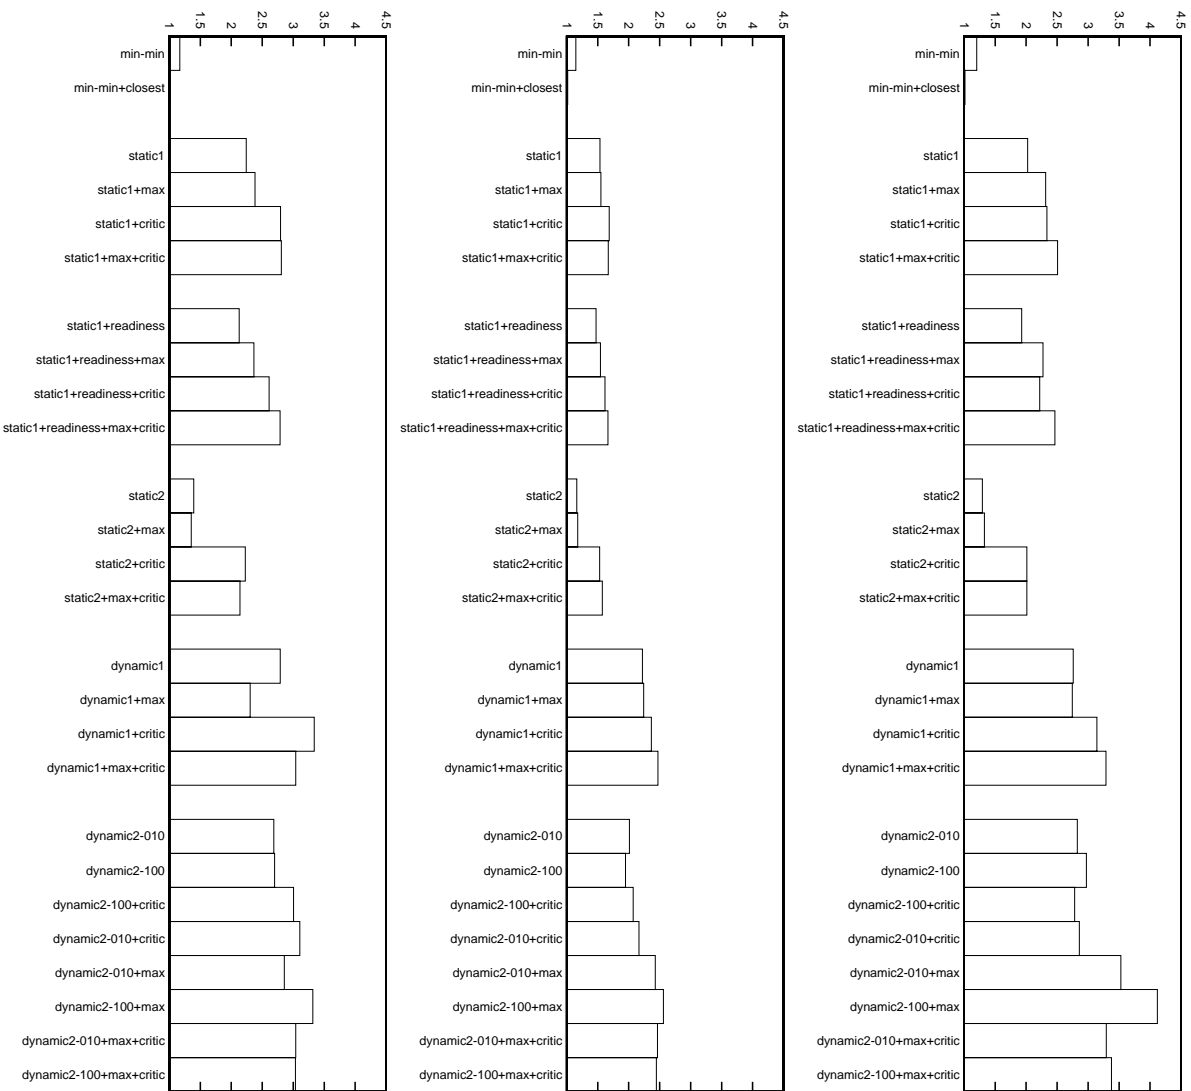 1 1.5 2 2.5 3 3.5 4 4.5
min-min
min-min+closest
static1
static1+max
static1+critic
static1+max+critic
static1+readiness
static1+readiness+max
static1+readiness+critic
static1+readiness+max+critic
static2
static2+max
static2+critic
static2+max+critic
dynamic1
dynamic1+max
dynamic1+critic
dynamic1+max+critic
dynamic2-010
dynamic2-100
dynamic2-100+critic
dynamic2-010+critic
dynamic2-010+max
dynamic2-100+max
dynamic2-010+max+critic
dynamic2-100+max+critic
1 1.5 2 2.5 3 3.5 4 4.5
min-min
min-min+closest
static1
static1+max
static1+critic
static1+max+critic
static1+readiness
static1+readiness+max
static1+readiness+critic
static1+readiness+max+critic
static2
static2+max
static2+critic
static2+max+critic
dynamic1
dynamic1+max
dynamic1+critic
dynamic1+max+critic
dynamic2-010
dynamic2-100
dynamic2-100+critic
dynamic2-010+critic
dynamic2-010+max
dynamic2-100+max
dynamic2-010+max+critic
dynamic2-100+max+critic
1 1.5 2 2.5 3 3.5 4 4.5
min-min
min-min+closest
static1
static1+max
static1+critic
static1+max+critic
static1+readiness
static1+readiness+max
static1+readiness+critic
static1+readiness+max+critic
static2
static2+max
static2+critic
static2+max+critic
dynamic1
dynamic1+max
dynamic1+critic
dynamic1+max+critic
dynamic2-010
dynamic2-100
dynamic2-100+critic
dynamic2-010+critic
dynamic2-010+max
dynamic2-100+max
dynamic2-010+max+critic
dynamic2-100+max+critic